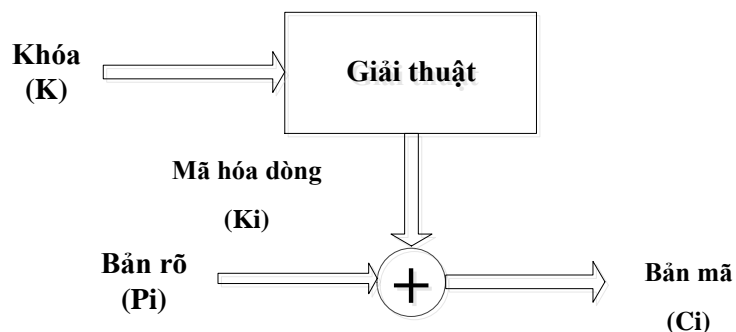 Khóa
(K)
Giải thuật
Mã hóa dòng
(Ki)
Bản rõ
(Pi)
+
Bản mã
(Ci)